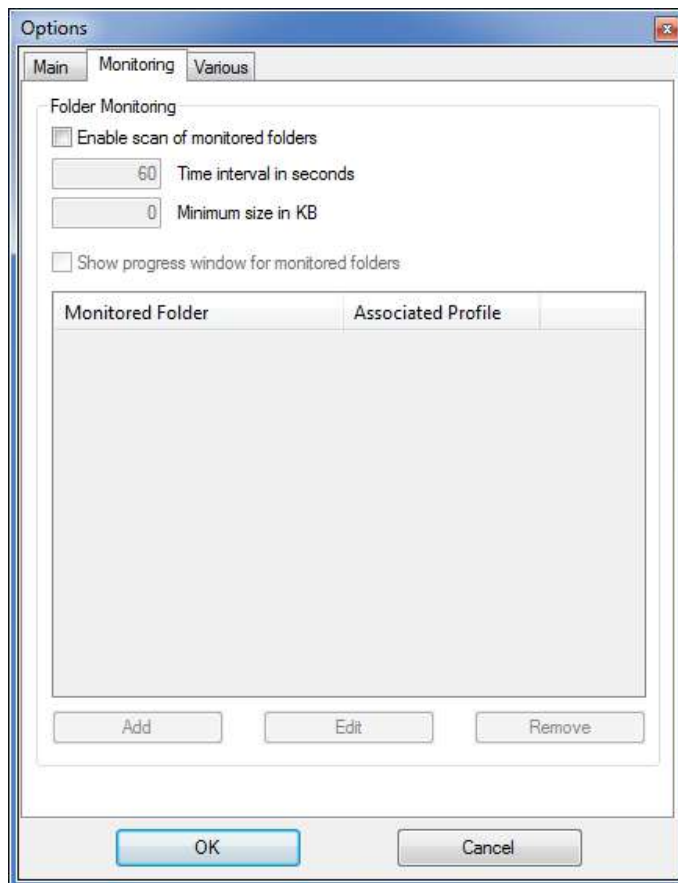 Options
Main Monitoring Various
Folder Monitoring
Enable scan of monitored folders
60 Time interval in seconds
0 Minimum size in KB
Show progress window for monitored folders
Monitored Folder Associated Profile
Add Edit Remove
OK Cancel